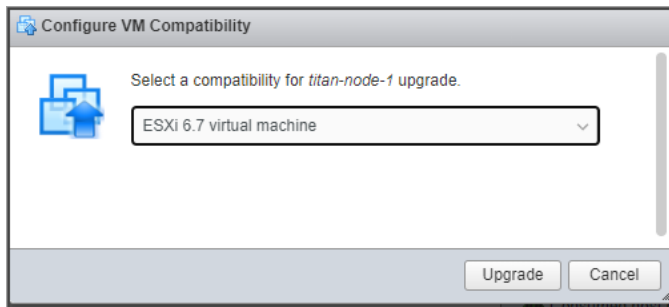 Configure VM Compatibility
Select a compatibility for titan-node-1 upgrade.
ESXi 6.7 virtual machine
Upgrade
Cancel